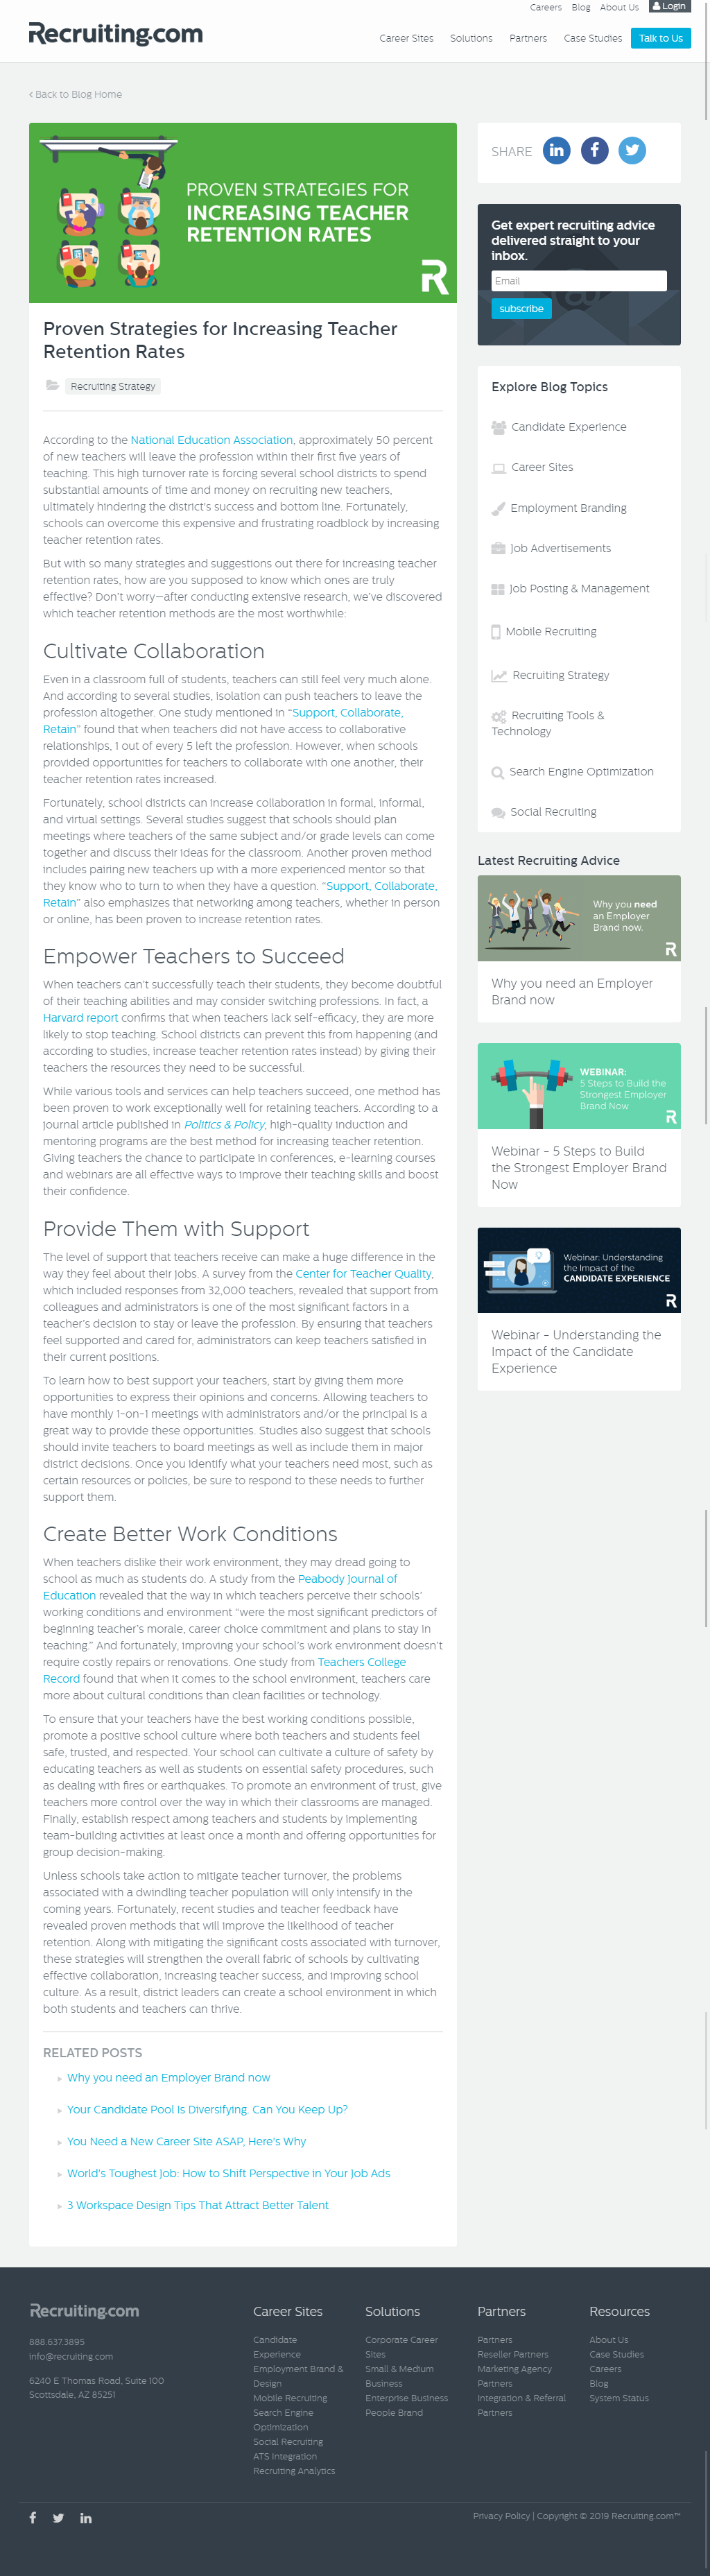 Careers Blog About Us Login
Recruiting.com
Career Sites Solutions Partners Case Studies Talk to Us
‹ Back to Blog Home
PROVEN STRATEGIES FOR
INCREASING TEACHER
RETENTION RATES
R
Proven Strategies for Increasing Teacher
Retention Rates
Recruiting Strategy
According to the National Education Association, approximately 50 percent
of new teachers will leave the profession within their first five years of
teaching. This high turnover rate is forcing several school districts to spend
substantial amounts of time and money on recruiting new teachers,
ultimately hindering the district's success and bottom line. Fortunately,
schools can overcome this expensive and frustrating roadblock by increasing
teacher retention rates.
But with so many strategies and suggestions out there for increasing teacher
retention rates, how are you supposed to know which ones are truly
effective? Don't worry—after conducting extensive research, we've discovered
which teacher retention methods are the most worthwhile:
Cultivate Collaboration
Even in a classroom full of students, teachers can still feel very much alone.
And according to several studies, isolation can push teachers to leave the
profession altogether. One study mentioned in "Support, Collaborate,
Retain" found that when teachers did not have access to collaborative
relationships, 1 out of every 5 left the profession. However, when schools
provided opportunities for teachers to collaborate with one another, their
teacher retention rates increased.
Fortunately, school districts can increase collaboration in formal, informal,
and virtual settings. Several studies suggest that schools should plan
meetings where teachers of the same subject and/or grade levels can come
together and discuss their ideas for the classroom. Another proven method
includes pairing new teachers up with a more experienced mentor so that
they know who to turn to when they have a question. "Support, Collaborate,
Retain" also emphasizes that networking among teachers, whether in person
or online, has been proven to increase retention rates.
Empower Teachers to Succeed
When teachers can't successfully teach their students, they become doubtful
of their teaching abilities and may consider switching professions. In fact, a
Harvard report confirms that when teachers lack self-efficacy, they are more
likely to stop teaching. School districts can prevent this from happening (and
according to studies, increase teacher retention rates instead) by giving their
teachers the resources they need to be successful.
While various tools and services can help teachers succeed, one method has
been proven to work exceptionally well for retaining teachers. According to a
journal article published in Politics & Policy, high-quality induction and
mentoring programs are the best method for increasing teacher retention.
Giving teachers the chance to participate in conferences, e-learning courses
and webinars are all effective ways to improve their teaching skills and boost
their confidence.
Provide Them with Support
The level of support that teachers receive can make a huge difference in the
way they feel about their jobs. A survey from the Center for Teacher Quality,
which included responses from 32,000 teachers, revealed that support from
colleagues and administrators is one of the most significant factors in a
teacher's decision to stay or leave the profession. By ensuring that teachers
feel supported and cared for, administrators can keep teachers satisfied in
their current positions.
To learn how to best support your teachers, start by giving them more
opportunities to express their opinions and concerns. Allowing teachers to
have monthly 1-on-1 meetings with administrators and/or the principal is a
great way to provide these opportunities. Studies also suggest that schools
should invite teachers to board meetings as well as include them in major
district decisions. Once you identify what your teachers need most, such as
certain resources or policies, be sure to respond to these needs to further
support them.
Create Better Work Conditions
When teachers dislike their work environment, they may dread going to
school as much as students do. A study from the Peabody Journal of
Education revealed that the way in which teachers perceive their schools'
working conditions and environment "were the most significant predictors of
beginning teacher's morale, career choice commitment and plans to stay in
teaching." And fortunately, improving your school's work environment doesn't
require costly repairs or renovations. One study from Teachers College
Record found that when it comes to the school environment, teachers care
more about cultural conditions than clean facilities or technology.
To ensure that your teachers have the best working conditions possible,
promote a positive school culture where both teachers and students feel
safe, trusted, and respected. Your school can cultivate a culture of safety by
educating teachers as well as students on essential safety procedures, such
as dealing with fires or earthquakes. To promote an environment of trust, give
teachers more control over the way in which their classrooms are managed.
Finally, establish respect among teachers and students by implementing
team-building activities at least once a month and offering opportunities for
group decision-making.
Unless schools take action to mitigate teacher turnover, the problems
associated with a dwindling teacher population will only intensify in the
coming years. Fortunately, recent studies and teacher feedback have
revealed proven methods that will improve the likelihood of teacher
retention. Along with mitigating the significant costs associated with turnover,
these strategies will strengthen the overall fabric of schools by cultivating
effective collaboration, increasing teacher success, and improving school
culture. As a result, district leaders can create a school environment in which
both students and teachers can thrive.
RELATED POSTS
Why you need an Employer Brand now
Your Candidate Pool Is Diversifying. Can You Keep Up?
You Need a New Career Site ASAP, Here's Why
World's Toughest Job: How to Shift Perspective in Your Job Ads
3 Workspace Design Tips That Attract Better Talent
SHARE
Get expert recruiting advice
delivered straight to your
inbox.
Email
subscribe
Explore Blog Topics
Candidate Experience
Career Sites
Employment Branding
Job Advertisements
Job Posting & Management
Mobile Recruiting
Recruiting Strategy
Recruiting Tools &
Technology
Search Engine Optimization
Social Recruiting
Latest Recruiting Advice
Why you need
an Employer
Brand now.
R
Why you need an Employer
Brand now
WEBINAR:
5 Steps to Build the
Strongest Employer
Brand Now
R
Webinar - 5 Steps to Build
the Strongest Employer Brand
Now
Webinar: Understanding
the Impact of the
CANDIDATE EXPERIENCE
R
Webinar - Understanding the
Impact of the Candidate
Experience
Recruiting.com
888.637.3895
info@recruiting.com
6240 E Thomas Road, Suite 100
Scottsdale, AZ 85251
Career Sites
Candidate
Experience
Employment Brand &
Design
Mobile Recruiting
Search Engine
Optimization
Social Recruiting
ATS Integration
Recruiting Analytics
Solutions
Corporate Career
Sites
Small & Medium
Business
Enterprise Business
People Brand
Partners
Partners
Reseller Partners
Marketing Agency
Partners
Integration & Referral
Partners
Resources
About Us
Case Studies
Careers
Blog
System Status
Privacy Policy | Copyright © 2019 Recruiting.com™